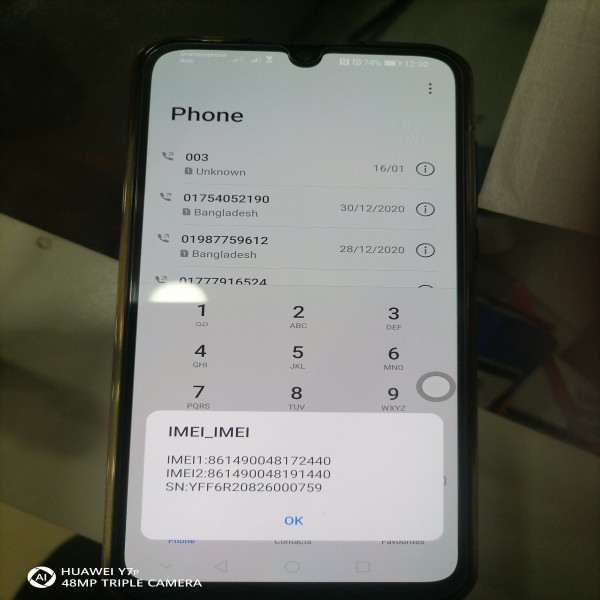 74% 12:20
Phone
003
Unknown
16/01
01754052190
Bangladesh
30/12/2020
01987759612
Bangladesh
28/12/2020
01777916524
1 2 3
ABC DEF
4 5 6
GHI JKL MNO
7 8 9
PQRS TUV WXYZ
IMEI_IMEI
IMEI1:861490048172440
IMEI2:861490048191440
SN:YFF6R20826000759
OK
Phone Contacts Favourites
AI HUAWEI Y7p
48MP TRIPLE CAMERA